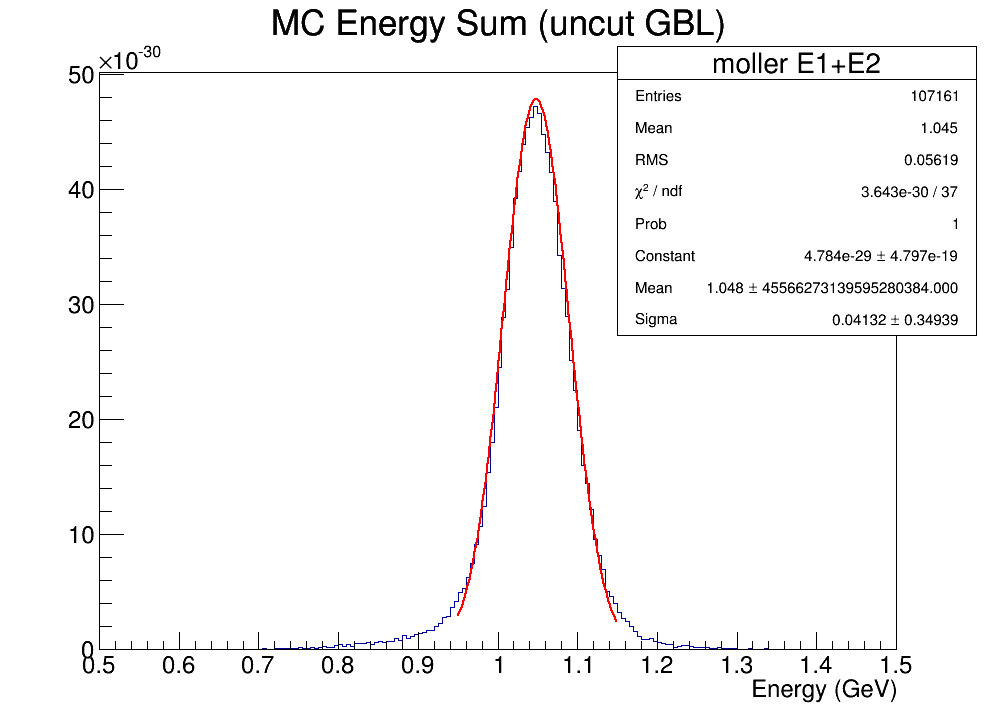 MC Energy Sum (uncut GBL)
×10-30
moller E1+E2
Entries 107161
Mean 1.045
RMS 0.05619
χ2 / ndf 3.643e-30 / 37
Prob 1
Constant 4.784e-29 ± 4.797e-19
Mean 1.048 ± 45566273139595280384.000
Sigma 0.04132 ± 0.34939
50
40
30
20
10
0
0.5 0.6 0.7 0.8 0.9 1 1.1 1.2 1.3 1.4 1.5
Energy (GeV)